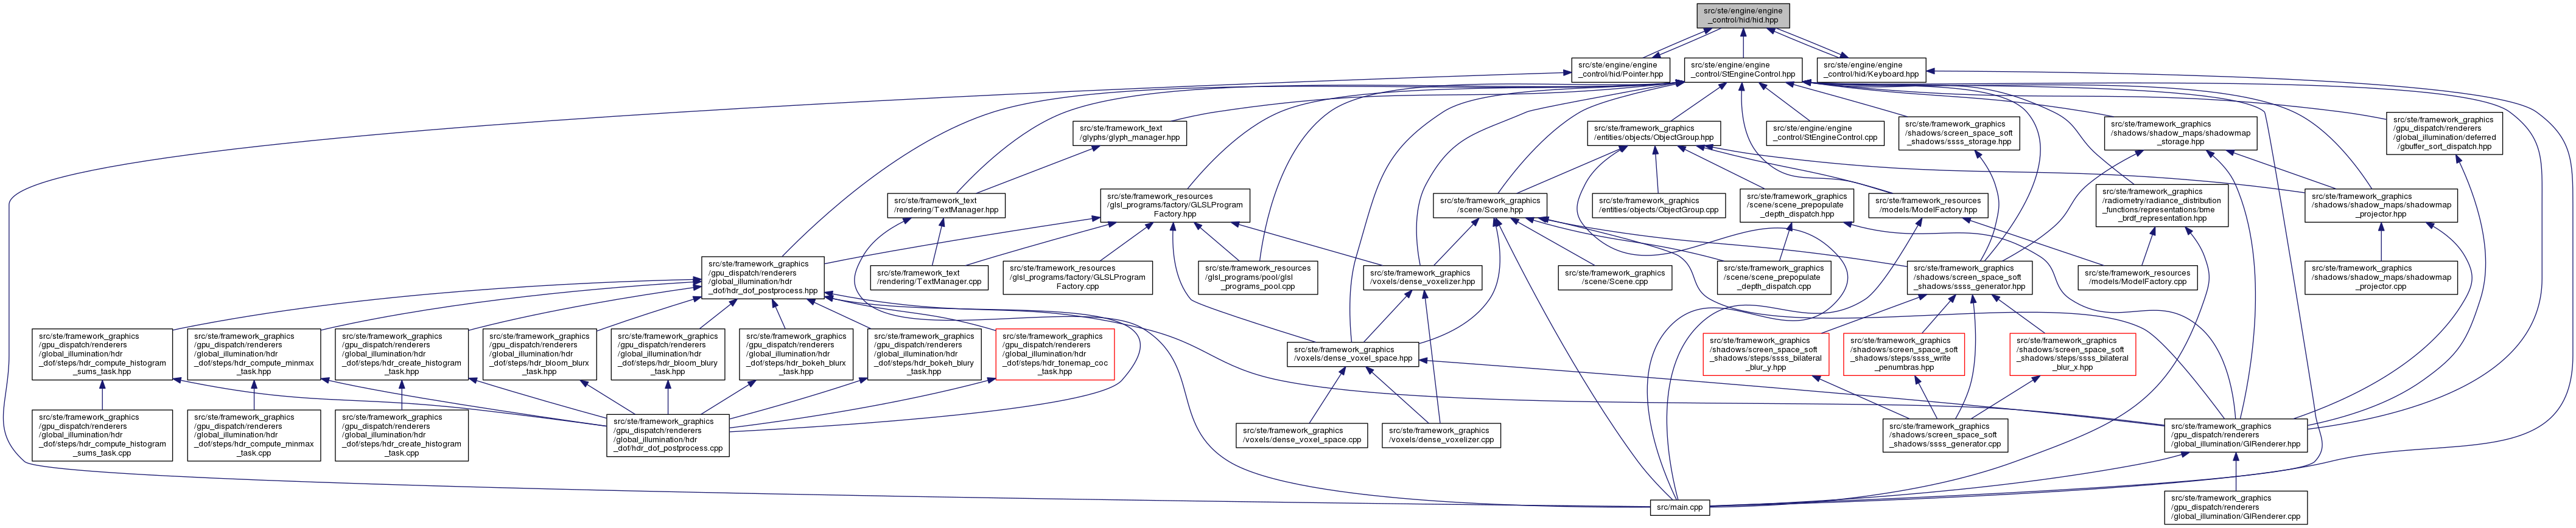 src/ste/engine/engine
_control/hid/hid.hpp
src/ste/engine/engine
_control/hid/Pointer.hpp
src/ste/engine/engine
_control/StEngineControl.hpp
src/ste/engine/engine
_control/hid/Keyboard.hpp
src/ste/framework_text
/glyphs/glyph_manager.hpp
src/ste/framework_graphics
/entities/objects/ObjectGroup.hpp
src/ste/engine/engine
_control/StEngineControl.cpp
src/ste/framework_graphics
/shadows/screen_space_soft
_shadows/ssss_storage.hpp
src/ste/framework_graphics
/shadows/shadow_maps/shadowmap
_storage.hpp
src/ste/framework_graphics
/gpu_dispatch/renderers
/global_illumination/deferred
/gbuffer_sort_dispatch.hpp
src/ste/framework_text
/rendering/TextManager.hpp
src/ste/framework_resources
/glsl_programs/factory/GLSLProgram
Factory.hpp
src/ste/framework_graphics
/scene/Scene.hpp
src/ste/framework_graphics
/entities/objects/ObjectGroup.cpp
src/ste/framework_graphics
/scene/scene_prepopulate
_depth_dispatch.hpp
src/ste/framework_resources
/models/ModelFactory.hpp
src/ste/framework_graphics
/radiometry/radiance_distribution
_functions/representations/bme
_brdf_representation.hpp
src/ste/framework_graphics
/shadows/shadow_maps/shadowmap
_projector.hpp
src/ste/framework_graphics
/gpu_dispatch/renderers
/global_illumination/hdr
_dof/hdr_dof_postprocess.hpp
src/ste/framework_text
/rendering/TextManager.cpp
src/ste/framework_resources
/glsl_programs/factory/GLSLProgram
Factory.cpp
src/ste/framework_resources
/glsl_programs/pool/glsl
_programs_pool.cpp
src/ste/framework_graphics
/voxels/dense_voxelizer.hpp
src/ste/framework_graphics
/scene/Scene.cpp
src/ste/framework_graphics
/scene/scene_prepopulate
_depth_dispatch.cpp
src/ste/framework_graphics
/shadows/screen_space_soft
_shadows/ssss_generator.hpp
src/ste/framework_resources
/models/ModelFactory.cpp
src/ste/framework_graphics
/shadows/shadow_maps/shadowmap
_projector.cpp
src/ste/framework_graphics
/gpu_dispatch/renderers
/global_illumination/hdr
_dof/steps/hdr_compute_histogram
_sums_task.hpp
src/ste/framework_graphics
/gpu_dispatch/renderers
/global_illumination/hdr
_dof/steps/hdr_compute_minmax
_task.hpp
src/ste/framework_graphics
/gpu_dispatch/renderers
/global_illumination/hdr
_dof/steps/hdr_create_histogram
_task.hpp
src/ste/framework_graphics
/gpu_dispatch/renderers
/global_illumination/hdr
_dof/steps/hdr_bloom_blurx
_task.hpp
src/ste/framework_graphics
/gpu_dispatch/renderers
/global_illumination/hdr
_dof/steps/hdr_bloom_blury
_task.hpp
src/ste/framework_graphics
/gpu_dispatch/renderers
/global_illumination/hdr
_dof/steps/hdr_bokeh_blurx
_task.hpp
src/ste/framework_graphics
/gpu_dispatch/renderers
/global_illumination/hdr
_dof/steps/hdr_bokeh_blury
_task.hpp
src/ste/framework_graphics
/gpu_dispatch/renderers
/global_illumination/hdr
_dof/steps/hdr_tonemap_coc
_task.hpp
src/ste/framework_graphics
/voxels/dense_voxel_space.hpp
src/ste/framework_graphics
/shadows/screen_space_soft
_shadows/steps/ssss_bilateral
_blur_y.hpp
src/ste/framework_graphics
/shadows/screen_space_soft
_shadows/steps/ssss_write
_penumbras.hpp
src/ste/framework_graphics
/shadows/screen_space_soft
_shadows/steps/ssss_bilateral
_blur_x.hpp
src/ste/framework_graphics
/gpu_dispatch/renderers
/global_illumination/hdr
_dof/steps/hdr_compute_histogram
_sums_task.cpp
src/ste/framework_graphics
/gpu_dispatch/renderers
/global_illumination/hdr
_dof/steps/hdr_compute_minmax
_task.cpp
src/ste/framework_graphics
/gpu_dispatch/renderers
/global_illumination/hdr
_dof/steps/hdr_create_histogram
_task.cpp
src/ste/framework_graphics
/gpu_dispatch/renderers
/global_illumination/hdr
_dof/hdr_dof_postprocess.cpp
src/ste/framework_graphics
/voxels/dense_voxel_space.cpp
src/ste/framework_graphics
/voxels/dense_voxelizer.cpp
src/ste/framework_graphics
/shadows/screen_space_soft
_shadows/ssss_generator.cpp
src/ste/framework_graphics
/gpu_dispatch/renderers
/global_illumination/GIRenderer.hpp
src/main.cpp
src/ste/framework_graphics
/gpu_dispatch/renderers
/global_illumination/GIRenderer.cpp